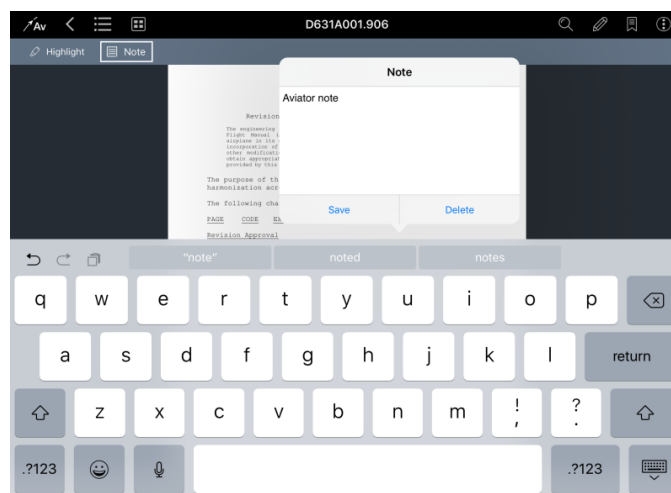 Av
D631A001.906
Highlight
Note
Note
Aviator note
Save
Delete
Revision
The engineering
Flight Manual i
airplane in its
incorporation of
other modificati
obtain appropriat
provided by this
The purpose of th
harmonization acr
The following cha
PAGE CODE
Revision Approval
"note" noted notes
q w e r t y u i o p
a s d f g h j k l return
z x c v b n m ! , ? .
.?123 .?123